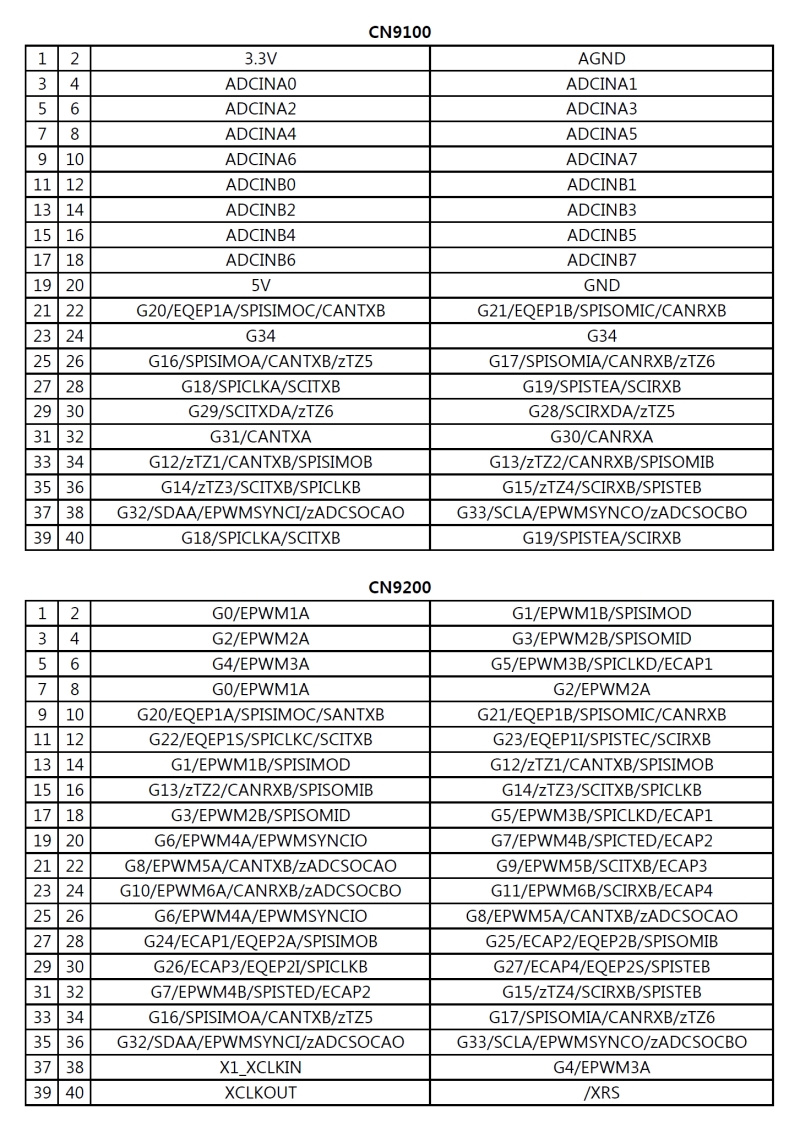 CN9100
1 2 3.3V AGND
3 4 ADCINA0 ADCINA1
5 6 ADCINA2 ADCINA3
7 8 ADCINA4 ADCINA5
9 10 ADCINA6 ADCINA7
11 12 ADCINB0 ADCINB1
13 14 ADCINB2 ADCINB3
15 16 ADCINB4 ADCINB5
17 18 ADCINB6 ADCINB7
19 20 5V GND
21 22 G20/EQEP1A/SPISIMOC/CANTXB G21/EQEP1B/SPISOMIC/CANRXB
23 24 G34 G34
25 26 G16/SPISIMOA/CANTXB/zTZ5 G17/SPISOMIA/CANRXB/zTZ6
27 28 G18/SPICLKA/SCITXB G19/SPISTEA/SCIRXB
29 30 G29/SCITXDA/zTZ6 G28/SCIRXDA/zTZ5
31 32 G31/CANTXA G30/CANRXA
33 34 G12/zTZ1/CANTXB/SPISIMOB G13/zTZ2/CANRXB/SPISOMIB
35 36 G14/zTZ3/SCITXB/SPICLKB G15/zTZ4/SCIRXB/SPISTEB
37 38 G32/SDAA/EPWMSYNCI/zADCSOCAO G33/SCLA/EPWMSYNCO/zADCSOCBO
39 40 G18/SPICLKA/SCITXB G19/SPISTEA/SCIRXB
CN9200
1 2 G0/EPWM1A G1/EPWM1B/SPISIMOD
3 4 G2/EPWM2A G3/EPWM2B/SPISOMID
5 6 G4/EPWM3A G5/EPWM3B/SPICLKD/ECAP1
7 8 G0/EPWM1A G2/EPWM2A
9 10 G20/EQEP1A/SPISIMOC/SANTXB G21/EQEP1B/SPISOMIC/CANRXB
11 12 G22/EQEP1S/SPICLKC/SCITXB G23/EQEP1I/SPISTEC/SCIRXB
13 14 G1/EPWM1B/SPISIMOD G12/zTZ1/CANTXB/SPISIMOB
15 16 G13/zTZ2/CANRXB/SPISOMIB G14/zTZ3/SCITXB/SPICLKB
17 18 G3/EPWM2B/SPISOMID G5/EPWM3B/SPICLKD/ECAP1
19 20 G6/EPWM4A/EPWMSYNCIO G7/EPWM4B/SPICTED/ECAP2
21 22 G8/EPWM5A/CANTXB/zADCSOCAO G9/EPWM5B/SCITXB/ECAP3
23 24 G10/EPWM6A/CANRXB/zADCSOCBO G11/EPWM6B/SCIRXB/ECAP4
25 26 G6/EPWM4A/EPWMSYNCIO G8/EPWM5A/CANTXB/zADCSOCAO
27 28 G24/ECAP1/EQEP2A/SPISIMOB G25/ECAP2/EQEP2B/SPISOMIB
29 30 G26/ECAP3/EQEP2I/SPICLKB G27/ECAP4/EQEP2S/SPISTEB
31 32 G7/EPWM4B/SPISTED/ECAP2 G15/zTZ4/SCIRXB/SPISTEB
33 34 G16/SPISIMOA/CANTXB/zTZ5 G17/SPISOMIA/CANRXB/zTZ6
35 36 G32/SDAA/EPWMSYNCI/zADCSOCAO G33/SCLA/EPWMSYNCO/zADCSOCBO
37 38 X1_XCLKIN G4/EPWM3A
39 40 XCLKOUT /XRS